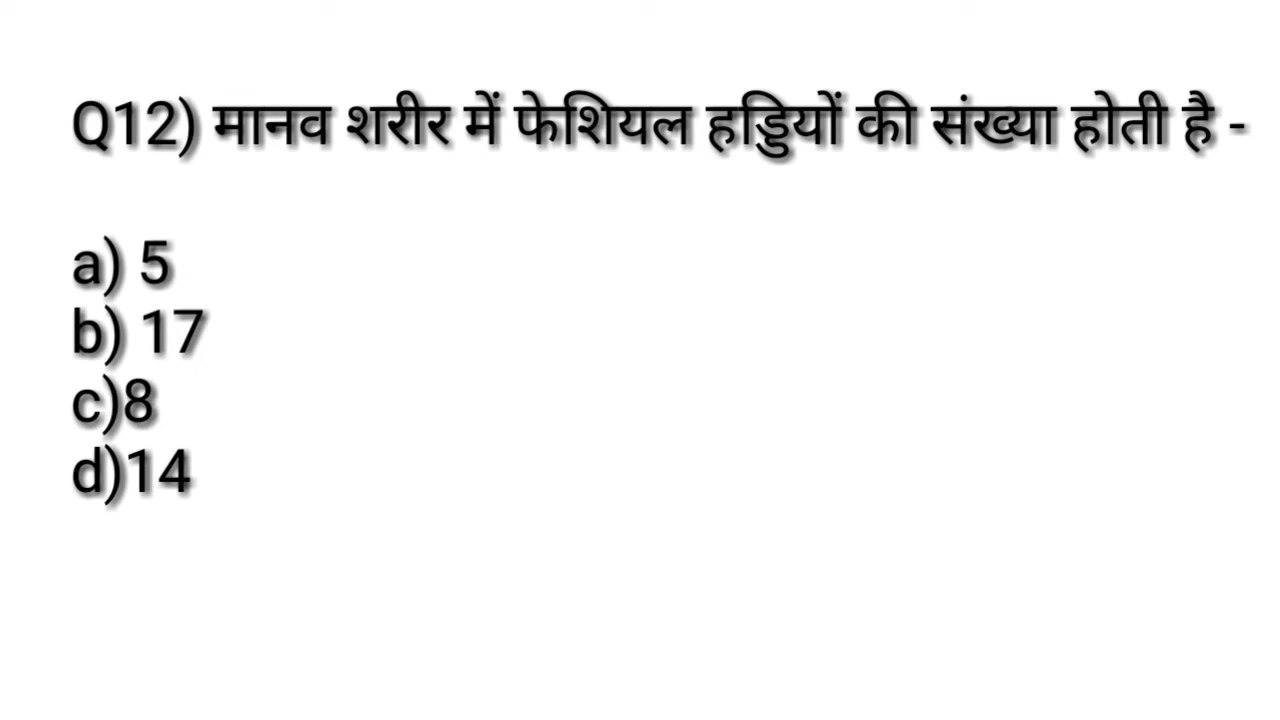 Q12) मानव शरीर में फेशियल हड्डियों की संख्या होती है -
a) 5
b) 17
c)8
d)14